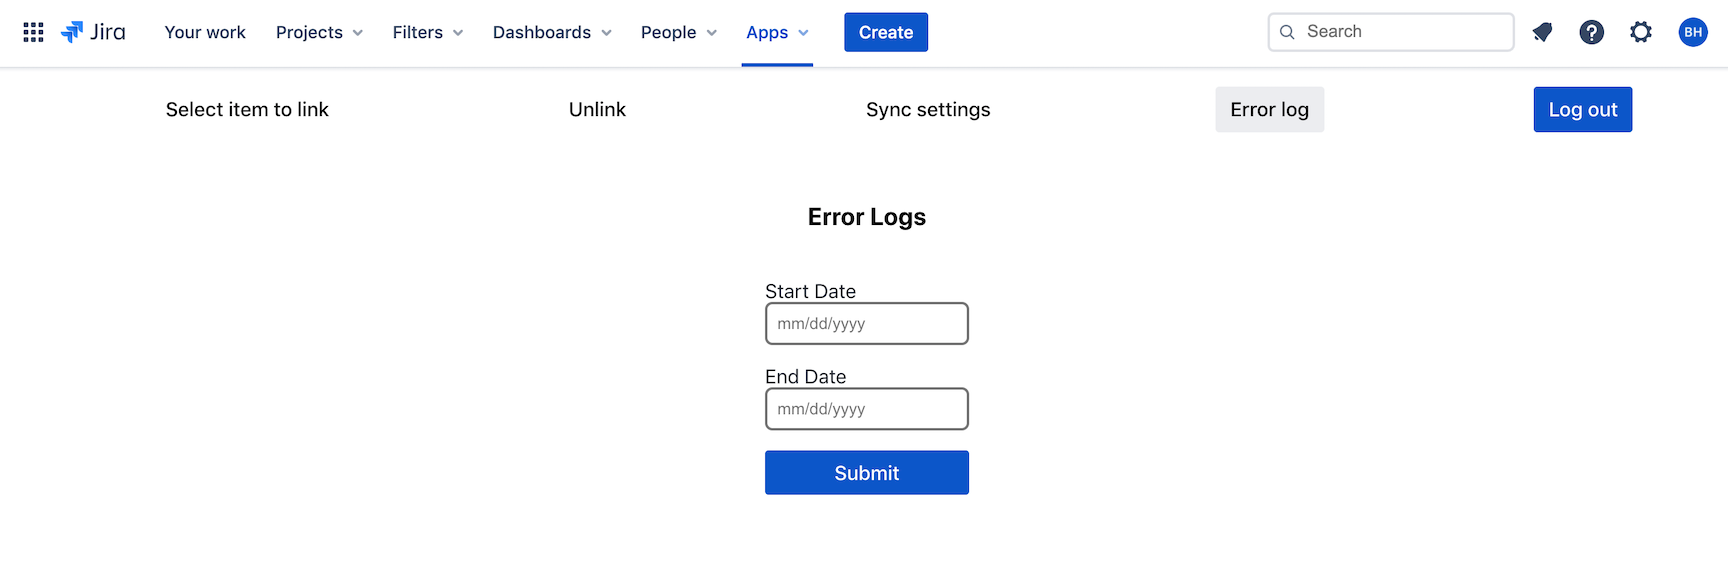 Jira Your work Projects Filters Dashboards People Apps Create Search ? BH
Select item to link Unlink Sync settings Error log Log out
Error Logs
Start Date
mm/dd/yyyy
End Date
mm/dd/yyyy
Submit